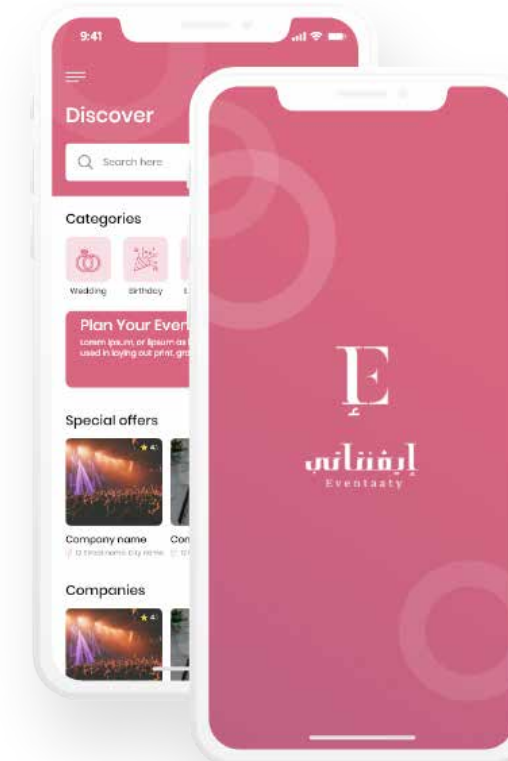 9:41
Discover
Search here
Categories
Wedding Birthday
Plan Your Even
Lorem ipsum, or lipsum as
used in laying out print, gra
Special offers
Company name Com
Companies
E
إ
إيفنتاتي
Eventaaty